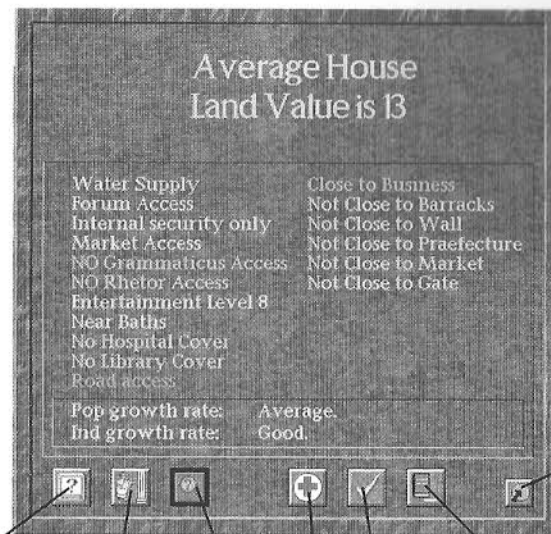 Average House
Land Value is 13
Water Supply
Forum Access
Internal security only
Market Access
NO Grammaticus Access
NO Rhetor Access
Entertainment Level 8
Near Baths
No Hospital Cover
No Library Cover
Road access
Close to Business
Not Close to Barracks
Not Close to Wall
Not Close to Praefecture
Not Close to Market
Not Close to Gate
Pop growth rate: Average.
Ind growth rate: Good.
?
?